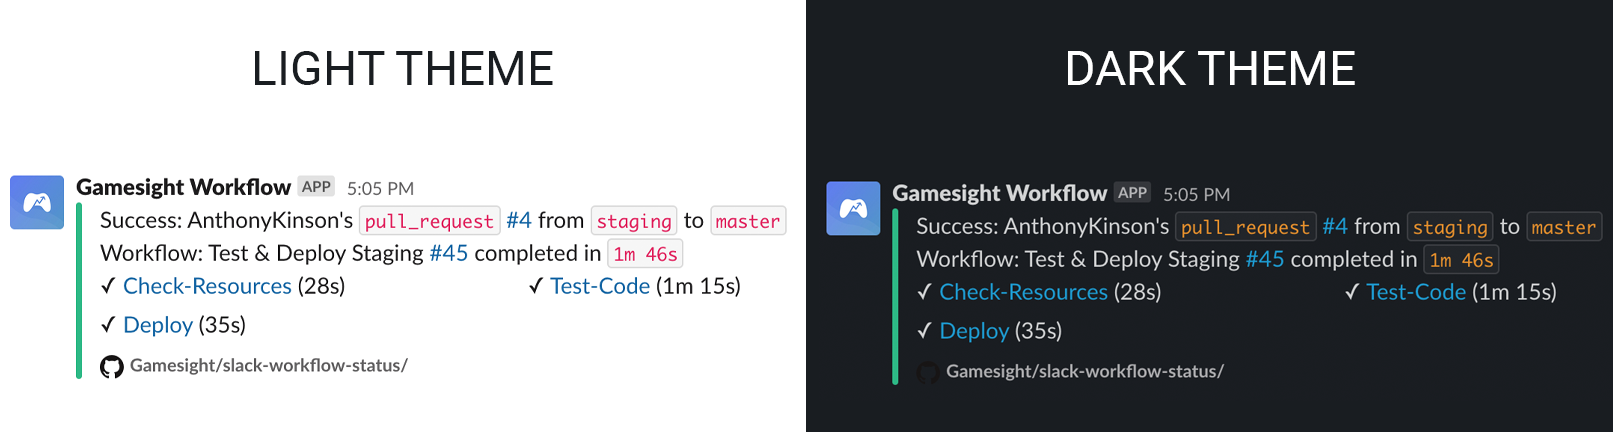 LIGHT THEME
Gamesight Workflow APP 5:05 PM
Success: AnthonyKinson's pull_request #4 from staging to master
Workflow: Test & Deploy Staging #45 completed in 1m 46s
✓ Check-Resources (28s) ✓ Test-Code (1m 15s)
✓ Deploy (35s)
Gamesight/slack-workflow-status/
DARK THEME
Gamesight Workflow APP 5:05 PM
Success: AnthonyKinson's pull_request #4 from staging to master
Workflow: Test & Deploy Staging #45 completed in 1m 46s
✓ Check-Resources (28s) ✓ Test-Code (1m 15s)
✓ Deploy (35s)
Gamesight/slack-workflow-status/